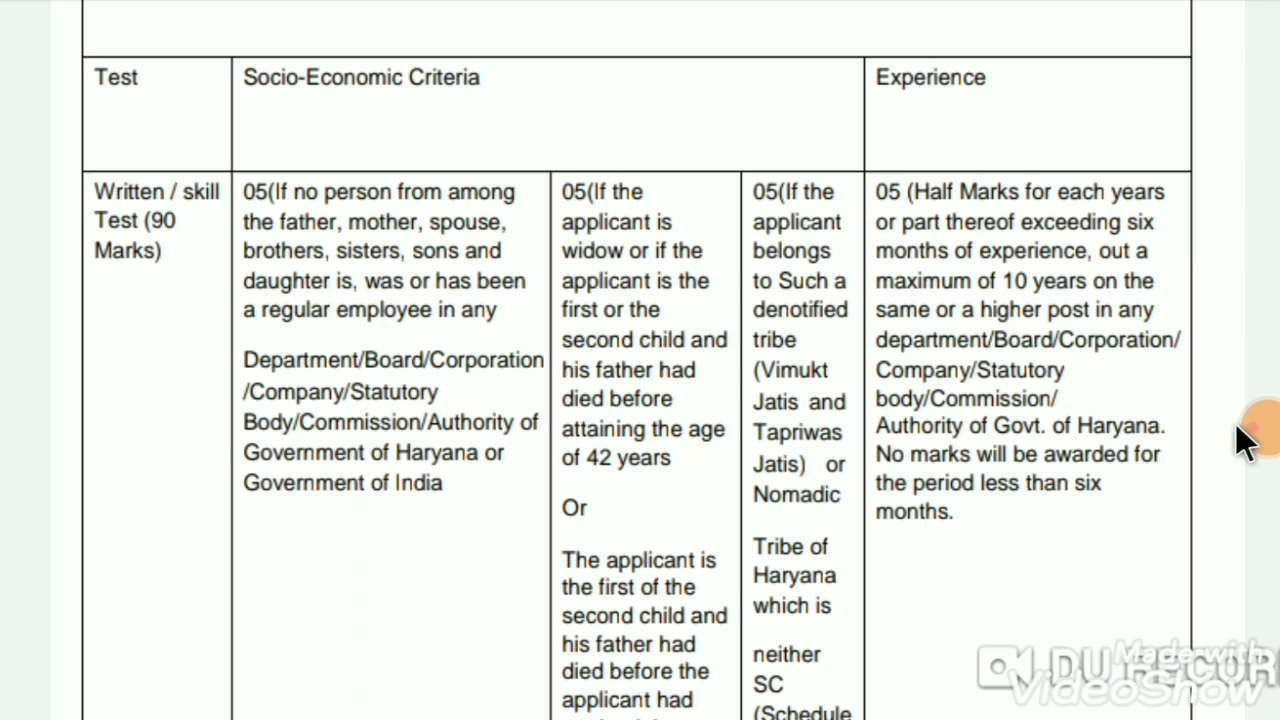 Test
Socio-Economic Criteria
Experience
Written / skill
Test (90
Marks)
05(If no person from among
the father, mother, spouse,
brothers, sisters, sons and
daughter is, was or has been
a regular employee in any
Department/Board/Corporation
/Company/Statutory
Body/Commission/Authority of
Government of Haryana or
Government of India
05(If the
applicant is
widow or if the
applicant is the
first or the
second child and
his father had
died before
attaining the age
of 42 years
Or
The applicant is
the first of the
second child and
his father had
died before the
applicant had
05(If the
applicant
belongs
to Such a
denotified
tribe
(Vimukt
Jatis and
Tapriwas
Jatis) or
Nomadic
Tribe of
Haryana
which is
neither
SC
(Schedule
05 (Half Marks for each years
or part thereof exceeding six
months of experience, out a
maximum of 10 years on the
same or a higher post in any
department/Board/Corporation/
Company/Statutory
body/Commission/
Authority of Govt. of Haryana.
No marks will be awarded for
the period less than six
months.
Made with
VideoShow
DU RECOR